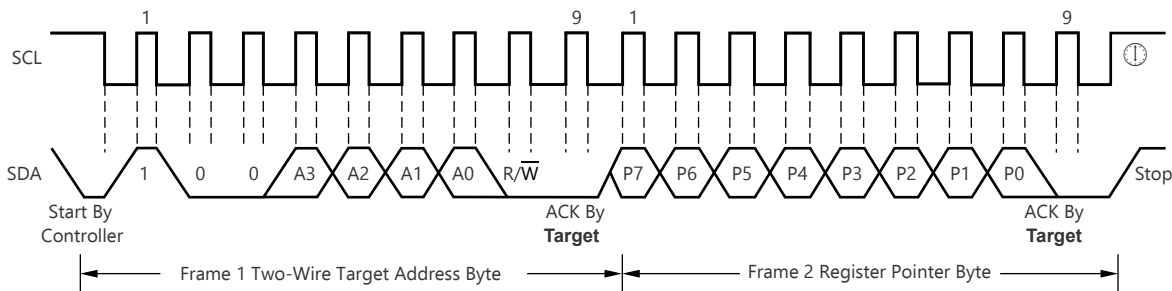 1 9 1 9
SCL
SDA 1 0 0 A3 A2 A1 A0 R/W̅ P7 P6 P5 P4 P3 P2 P1 P0 Stop
Start By
Controller
ACK By
Target
ACK By
Target
Frame 1 Two-Wire Target Address Byte
Frame 2 Register Pointer Byte